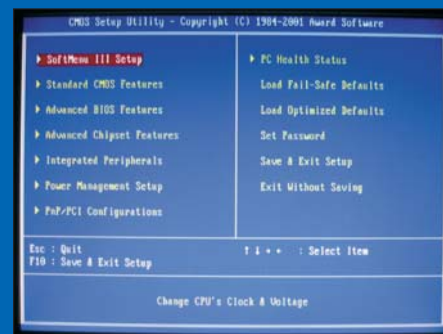 CMOS Setup Utility - Copyright (C) 1984-2001 Award Software
SoftMenu III Setup
Standard CMOS Features
Advanced BIOS Features
Advanced Chipset Features
Integrated Peripherals
Power Management Setup
PnP/PCI Configurations
PC Health Status
Load Fail-Safe Defaults
Load Optimized Defaults
Set Password
Save & Exit Setup
Exit Without Saving
Esc : Quit
F10 : Save & Exit Setup
: Select Item
Change CPU's Clock & Voltage